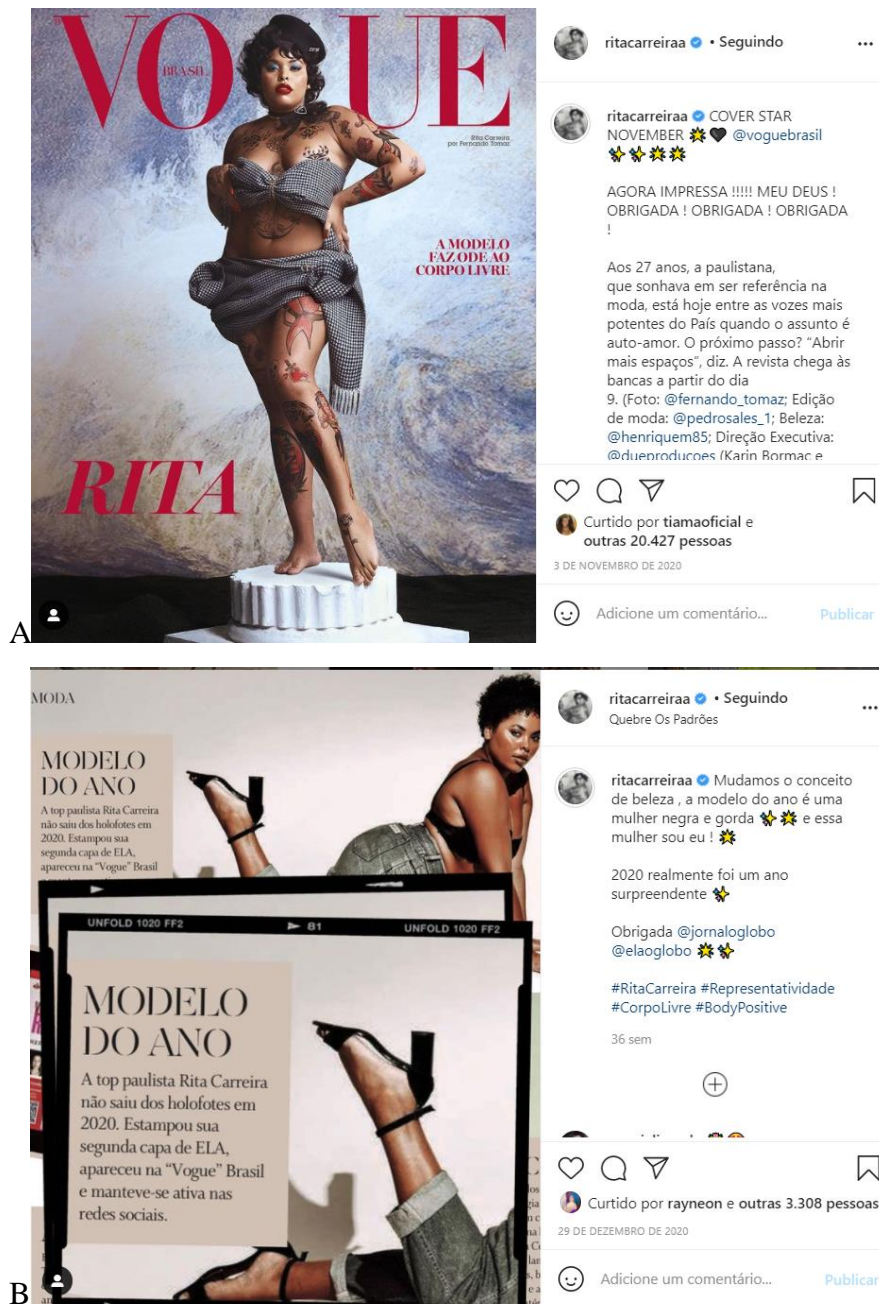 VOGUE
BRASIL
Rita Carreira
por Fernando Tomaz
A MODELO
FAZ ODE AO
CORPO LIVRE
RITA
ritacarreiraa • Seguindo
ritacarreiraa COVER STAR
NOVEMBER @voguebrasil
AGORA IMPRESSA !!!!! MEU DEUS !
OBRIGADA ! OBRIGADA ! OBRIGADA
!
Aos 27 anos, a paulistana,
que sonhava em ser referência na
moda, está hoje entre as vozes mais
potentes do País quando o assunto é
auto-amor. O próximo passo? “Abrir
mais espaços”, diz. A revista chega às
bancas a partir do dia
9. (Foto: @fernando_tomaz; Edição
de moda: @pedrosales_1; Beleza:
@henriquem85; Direção Executiva:
@dueproducoes (Karin Bormac e
Curtido por tiamaoficial e
outras 20.427 pessoas
3 DE NOVEMBRO DE 2020
Adicione um comentário... Publicar
A
MODA
MODELO
DO ANO
A top paulista Rita Carreira
não saiu dos holofotes em
2020. Estampou sua
segunda capa de ELA,
apareceu na “Vogue” Brasil
UNFOLD 1020 FF2 81 UNFOLD 1020 FF2
MODELO
DO ANO
A top paulista Rita Carreira
não saiu dos holofotes em
2020. Estampou sua
segunda capa de ELA,
apareceu na “Vogue” Brasil
e manteve-se ativa nas
redes sociais.
ritacarreiraa • Seguindo
Quebre Os Padrões
ritacarreiraa Mudamos o conceito
de beleza , a modelo do ano é uma
mulher negra e gorda e essa
mulher sou eu !
2020 realmente foi um ano
surpreendente
Obrigada @jornaloglobo
@elaoglobo
#RitaCarreira #Representatividade
#CorpoLivre #BodyPositive
36 sem
Curtido por rayneon e outras 3.308 pessoas
29 DE DEZEMBRO DE 2020
Adicione um comentário... Publicar
B